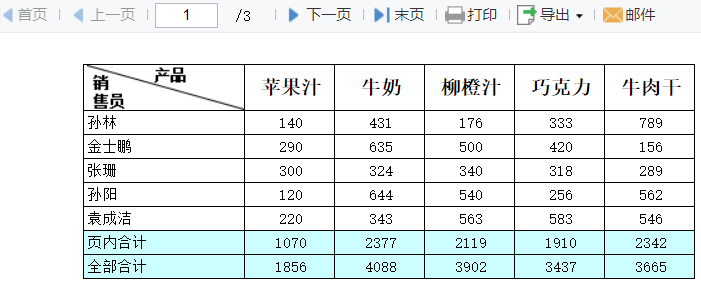 首页 上一页 1 /3 下一页 末页 打印 导出 邮件
产品
销
售员
苹果汁 牛奶 柳橙汁 巧克力 牛肉干
孙林 140 431 176 333 789
金士鹏 290 635 500 420 156
张珊 300 324 340 318 289
孙阳 120 644 540 256 562
袁成洁 220 343 563 583 546
页内合计 1070 2377 2119 1910 2342
全部合计 1856 4088 3902 3437 3665